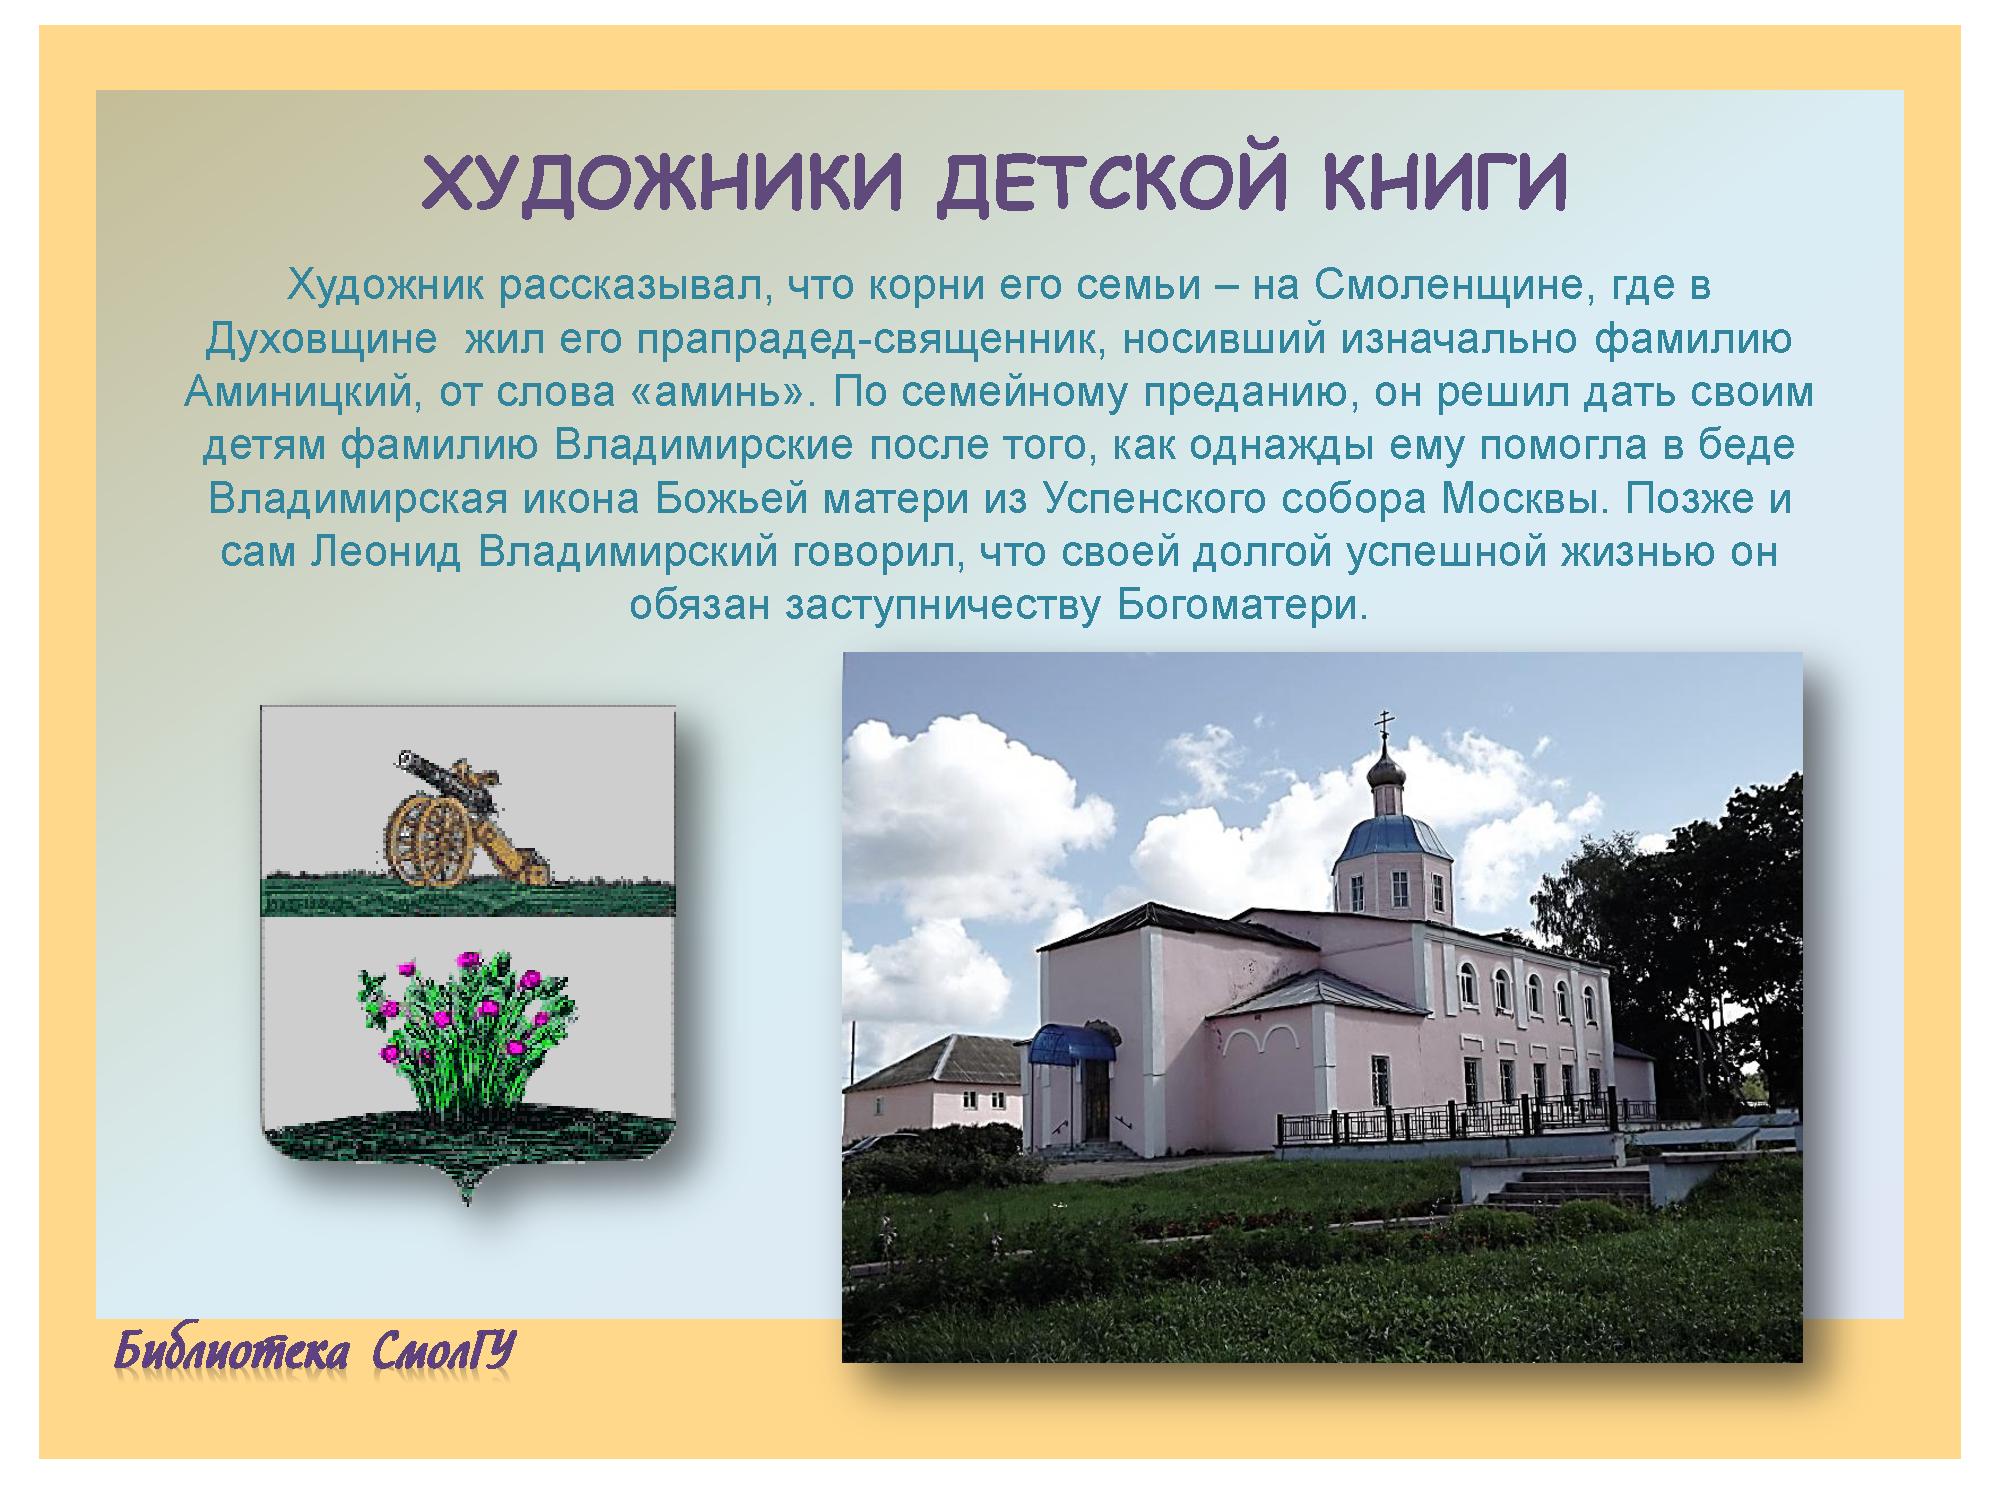 ХУДОЖНИКИ ДЕТСКОЙ КНИГИ
Художник рассказывал, что корни его семьи – на Смоленщине, где в
Духовщине жил его прапрадед-священник, носивший изначально фамилию
Аминицкий, от слова «аминь». По семейному преданию, он решил дать своим
детям фамилию Владимирские после того, как однажды ему помогла в беде
Владимирская икона Божьей матери из Успенского собора Москвы. Позже и
сам Леонид Владимирский говорил, что своей долгой успешной жизнью он
обязан заступничеству Богоматери.
Библиотека СмолГУ